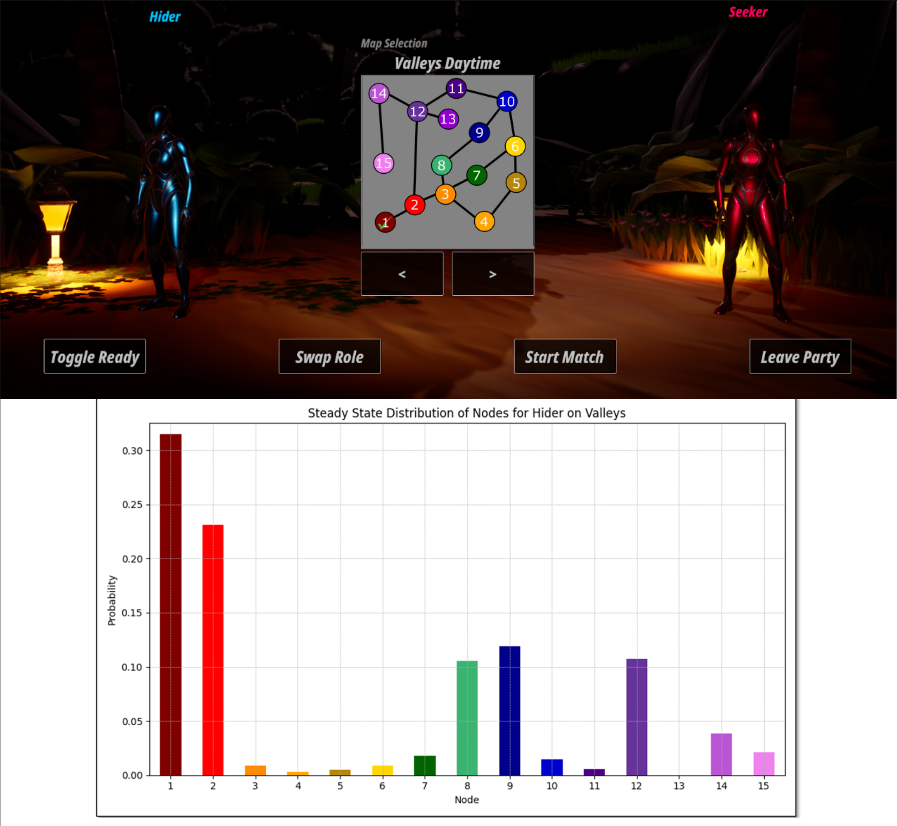 Hider
Seeker
Map Selection
Valleys Daytime
14
11
10
12
13
9
6
15
8
7
5
3
2
1
4
<
>
Toggle Ready
Swap Role
Start Match
Leave Party
Steady State Distribution of Nodes for Hider on Valleys
0.30
0.25
0.20
0.15
0.10
0.05
0.00
Probability
1 2 3 4 5 6 7 8 9 10 11 12 13 14 15
Node